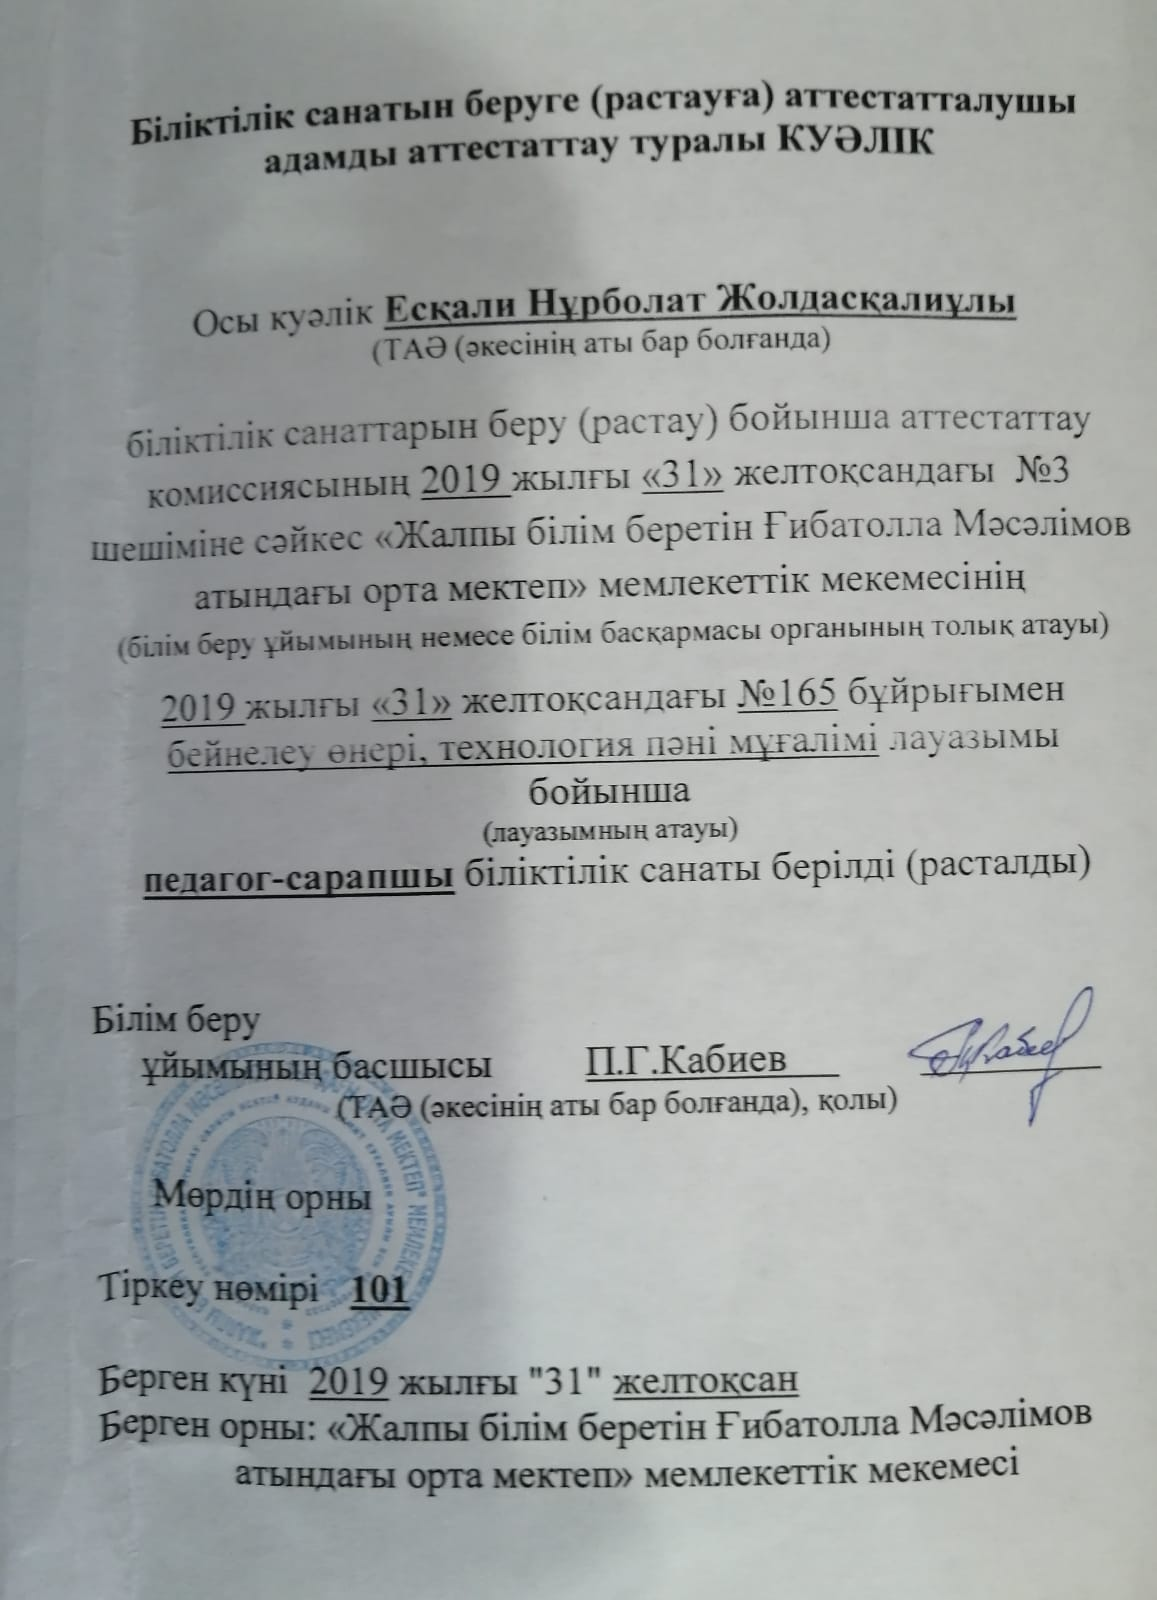 Біліктілік санатын беруге (растауға) аттестатталушы
адамды аттестаттау туралы КУӘЛІК
Осы куәлік Есқали Нұрболат Жолдасқалиұлы
(ТАӘ (әкесінің аты бар болғанда)
біліктілік санаттарын беру (растау) бойынша аттестаттау
комиссиясының 2019 жылғы «31» желтоқсандағы №3
шешіміне сәйкес «Жалпы білім беретін Ғибатолла Мәсәлімов
атындағы орта мектеп» мемлекеттік мекемесінің
(білім беру ұйымының немесе білім басқармасы органының толық атауы)
2019 жылғы «31» желтоқсандағы №165 бұйрығымен
бейнелеу өнері, технология пәні мұғалімі лауазымы
бойынша
(лауазымның атауы)
педагог-сарапшы біліктілік санаты берілді (расталды)
Білім беру
ұйымының басшысы П.Г.Кабиев
(ТАӘ (әкесінің аты бар болғанда), қолы)
Мөрдің орны
Тіркеу нөмірі 101
Берген күні 2019 жылғы "31" желтоқсан
Берген орны: «Жалпы білім беретін Ғибатолла Мәсәлімов
атындағы орта мектеп» мемлекеттік мекемесі